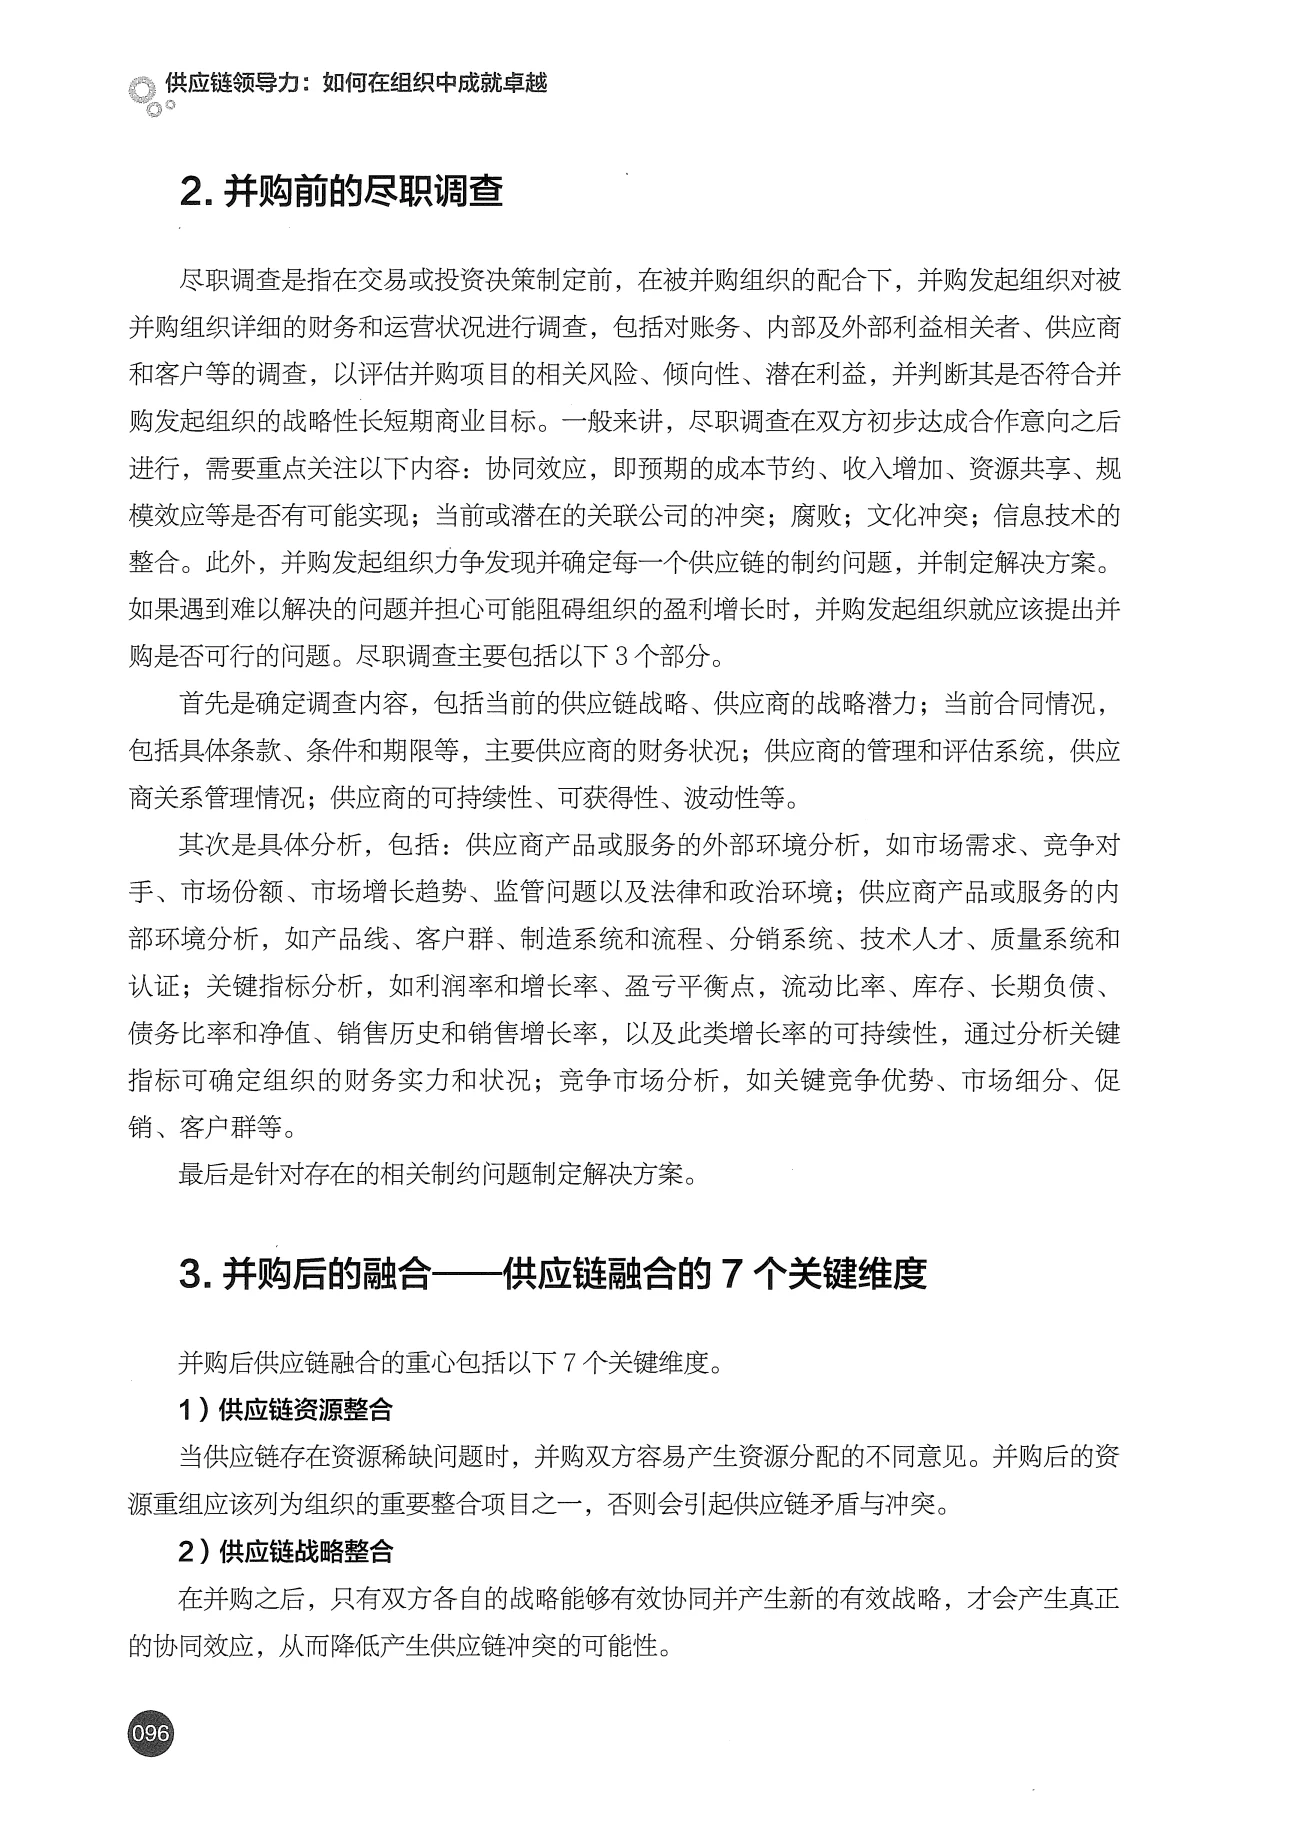 供应链领导力：如何在组织中成就卓越
2. 并购前的尽职调查
尽职调查是指在交易或投资决策制定前，在被并购组织的配合下，并购发起组织对被
并购组织详细的财务和运营状况进行调查，包括对账务、内部及外部利益相关者、供应商
和客户等的调查，以评估并购项目的相关风险、倾向性、潜在利益，并判断其是否符合并
购发起组织的战略性长短期商业目标。一般来讲，尽职调查在双方初步达成合作意向之后
进行，需要重点关注以下内容：协同效应，即预期的成本节约、收入增加、资源共享、规
模效应等是否有可能实现；当前或潜在的关联公司的冲突；腐败；文化冲突；信息技术的
整合。此外，并购发起组织力争发现并确定每一个供应链的制约问题，并制定解决方案。
如果遇到难以解决的问题并担心可能阻碍组织的盈利增长时，并购发起组织就应该提出并
购是否可行的问题。尽职调查主要包括以下 3 个部分。
首先是确定调查内容，包括当前的供应链战略、供应商的战略潜力；当前合同情况，
包括具体条款、条件和期限等，主要供应商的财务状况；供应商的管理和评估系统，供应
商关系管理情况；供应商的可持续性、可获得性、波动性等。
其次是具体分析，包括：供应商产品或服务的外部环境分析，如市场需求、竞争对
手、市场份额、市场增长趋势、监管问题以及法律和政治环境；供应商产品或服务的内
部环境分析，如产品线、客户群、制造系统和流程、分销系统、技术人才、质量系统和
认证；关键指标分析，如利润率和增长率、盈亏平衡点，流动比率、库存、长期负债、
债务比率和净值、销售历史和销售增长率，以及此类增长率的可持续性，通过分析关键
指标可确定组织的财务实力和状况；竞争市场分析，如关键竞争优势、市场细分、促
销、客户群等。
最后是针对存在的相关制约问题制定解决方案。
3. 并购后的融合——供应链融合的 7 个关键维度
并购后供应链融合的重心包括以下 7 个关键维度。
1）供应链资源整合
当供应链存在资源稀缺问题时，并购双方容易产生资源分配的不同意见。并购后的资
源重组应该列为组织的重要整合项目之一，否则会引起供应链矛盾与冲突。
2）供应链战略整合
在并购之后，只有双方各自的战略能够有效协同并产生新的有效战略，才会产生真正
的协同效应，从而降低产生供应链冲突的可能性。
096